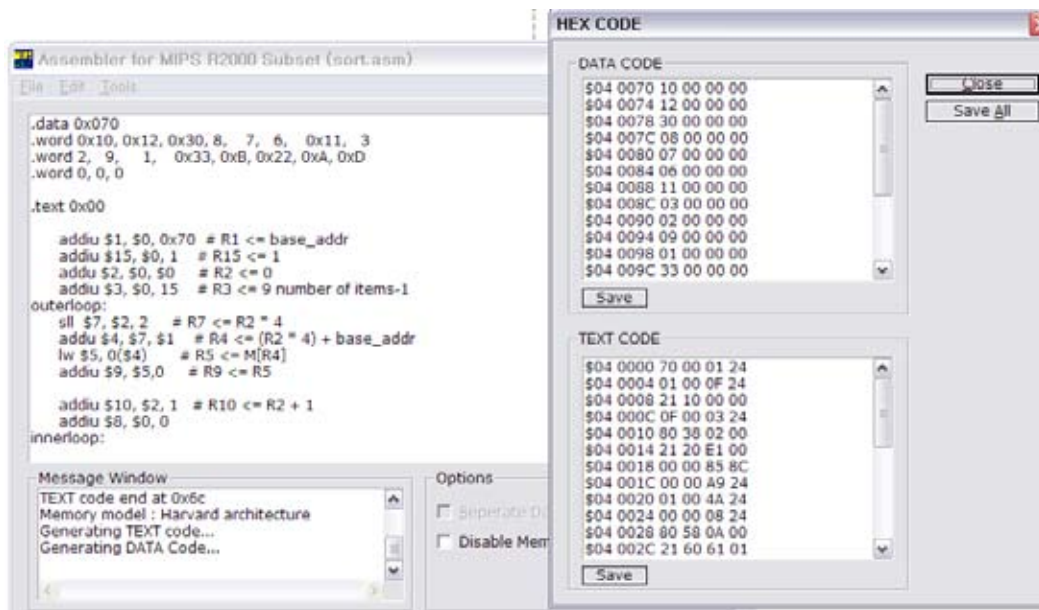 Assembler for MIPS R2000 Subset (sort.asm)
File Edit Tools
.data 0x070
.word 0x10, 0x12, 0x30, 8, 7, 6, 0x11, 3
.word 2, 9, 1, 0x33, 0xB, 0x22, 0xA, 0xD
.word 0, 0, 0
.text 0x00
addiu $1, $0, 0x70 # R1 <= base_addr
addiu $15, $0, 1 # R15 <= 1
addu $2, $0, $0 # R2 <= 0
addiu $3, $0, 15 # R3 <= 9 number of items-1
outerloop:
sll $7, $2, 2 # R7 <= R2 * 4
addu $4, $7, $1 # R4 <= (R2 * 4) + base_addr
lw $5, 0($4) # R5 <= M[R4]
addiu $9, $5,0 # R9 <= R5
addiu $10, $2, 1 # R10 <= R2 + 1
addiu $8, $0, 0
innerloop:
Message Window
TEXT code end at 0x6c
Memory model : Harvard architecture
Generating TEXT code...
Generating DATA Code...
Options
Seperate Da
Disable Mem
HEX CODE
DATA CODE
$04 0070 10 00 00 00
$04 0074 12 00 00 00
$04 0078 30 00 00 00
$04 007C 08 00 00 00
$04 0080 07 00 00 00
$04 0084 06 00 00 00
$04 0088 11 00 00 00
$04 008C 03 00 00 00
$04 0090 02 00 00 00
$04 0094 09 00 00 00
$04 0098 01 00 00 00
$04 009C 33 00 00 00
Save
TEXT CODE
$04 0000 70 00 01 24
$04 0004 01 00 0F 24
$04 0008 21 10 00 00
$04 000C 0F 00 03 24
$04 0010 80 38 02 00
$04 0014 21 20 E1 00
$04 0018 00 00 85 8C
$04 001C 00 00 A9 24
$04 0020 01 00 4A 24
$04 0024 00 00 08 24
$04 0028 80 58 0A 00
$04 002C 21 60 61 01
Save
Close
Save All